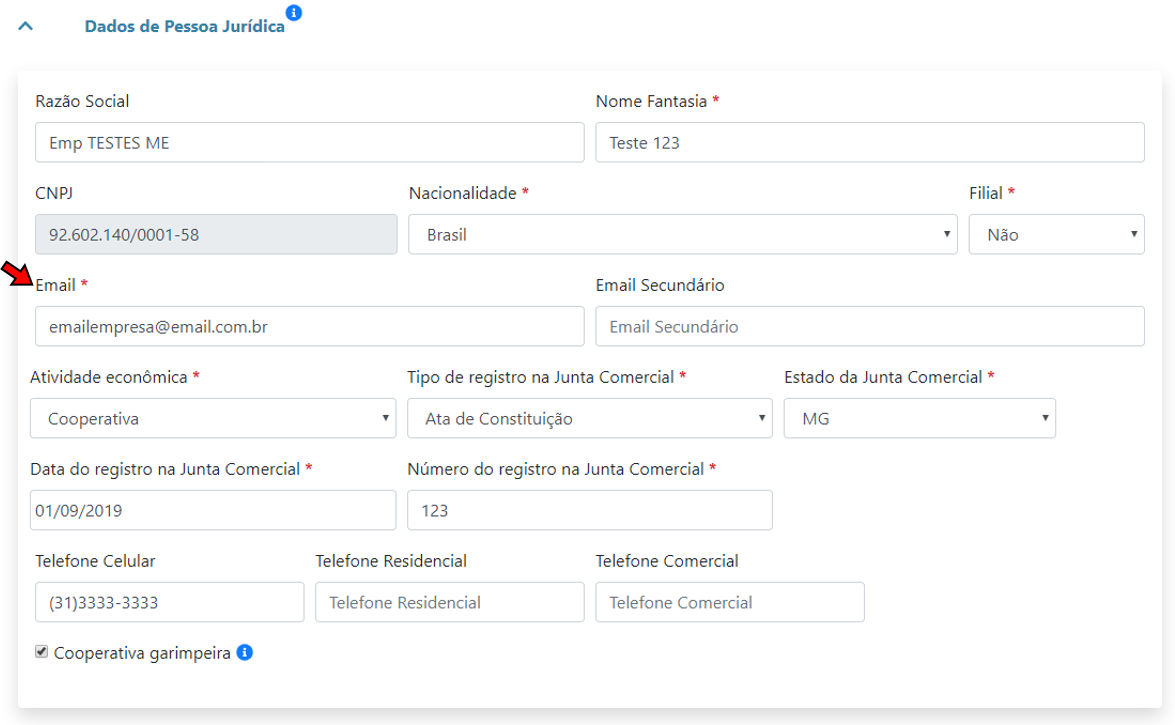 Dados de Pessoa Jurídica
Razão Social Nome Fantasia *
Emp TESTES ME Teste 123
CNPJ Nacionalidade * Filial *
92.602.140/0001-58 Brasil Não
Email * Email Secundário
emailempresa@email.com.br Email Secundário
Atividade econômica * Tipo de registro na Junta Comercial * Estado da Junta Comercial *
Cooperativa Ata de Constituição MG
Data do registro na Junta Comercial * Número do registro na Junta Comercial *
01/09/2019 123
Telefone Celular Telefone Residencial Telefone Comercial
(31)3333-3333 Telefone Residencial Telefone Comercial
Cooperativa garimpeira